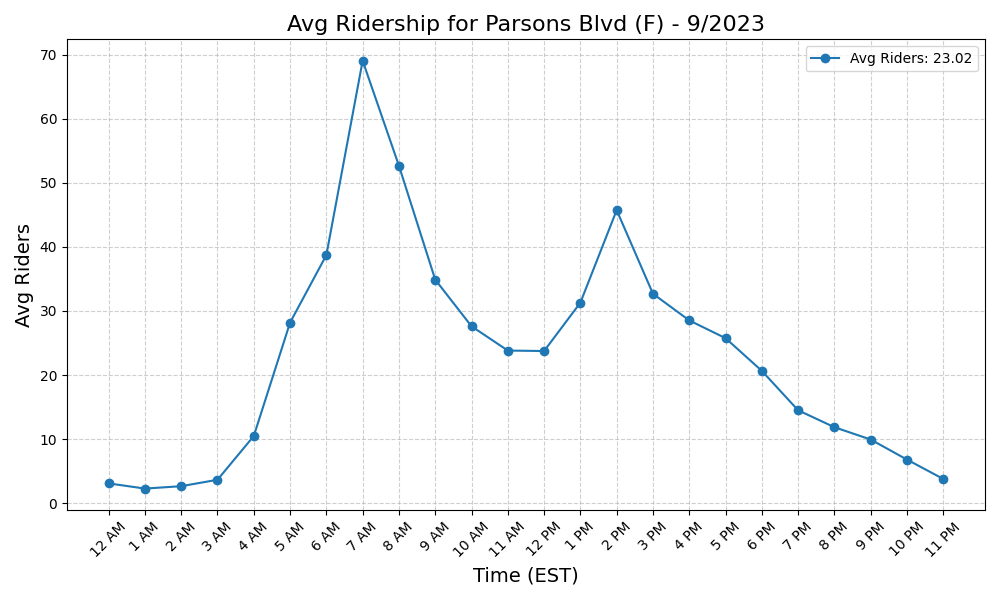 Avg Ridership for Parsons Blvd (F) - 9/2023
Avg Riders: 23.02
Avg Riders
70
60
50
40
30
20
10
0
12 AM
1 AM
2 AM
3 AM
4 AM
5 AM
6 AM
7 AM
8 AM
9 AM
10 AM
11 AM
12 PM
1 PM
2 PM
3 PM
4 PM
5 PM
6 PM
7 PM
8 PM
9 PM
10 PM
11 PM
Time (EST)